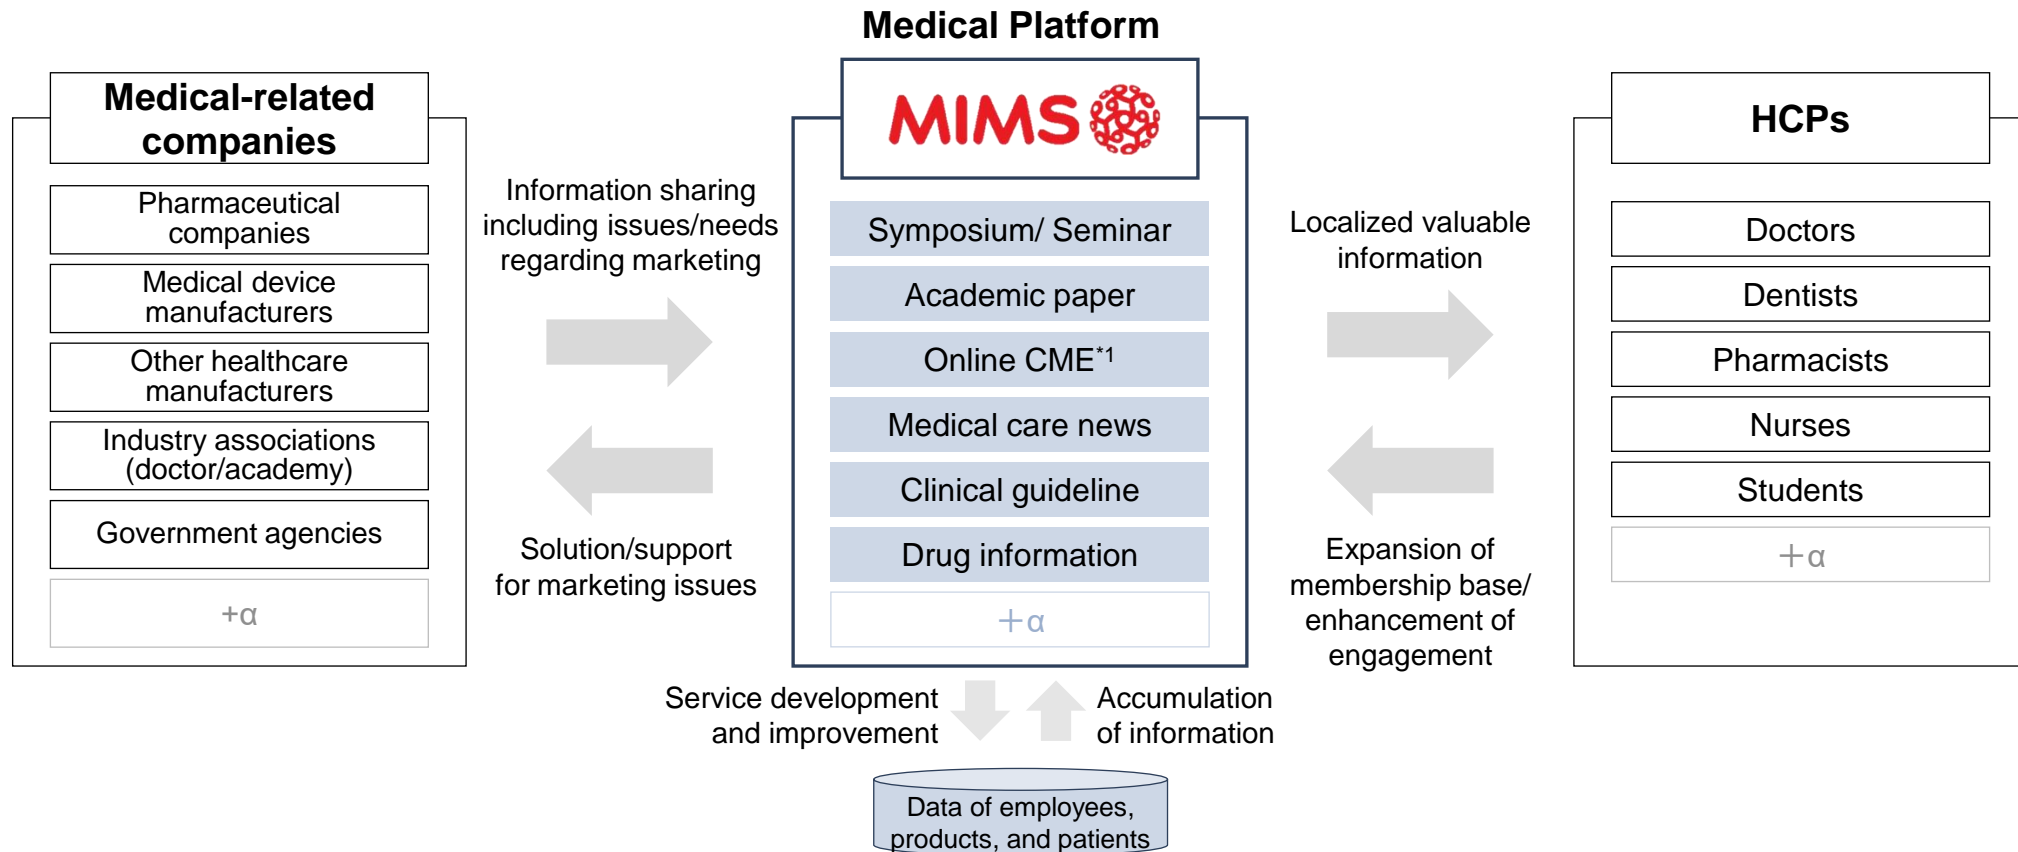 Medical Platform
Medical-related
companies
Pharmaceutical
companies
Medical device
manufacturers
Other healthcare
manufacturers
Industry associations
(doctor/academy)
Government agencies
+α
Information sharing
including issues/needs
regarding marketing
Solution/support
for marketing issues
MIMS
Symposium/ Seminar
Academic paper
Online CME*1
Medical care news
Clinical guideline
Drug information
+α
Localized valuable
information
Expansion of
membership base/
enhancement of
engagement
HCPs
Doctors
Dentists
Pharmacists
Nurses
Students
+α
Service development
and improvement
Accumulation
of information
Data of employees,
products, and patients